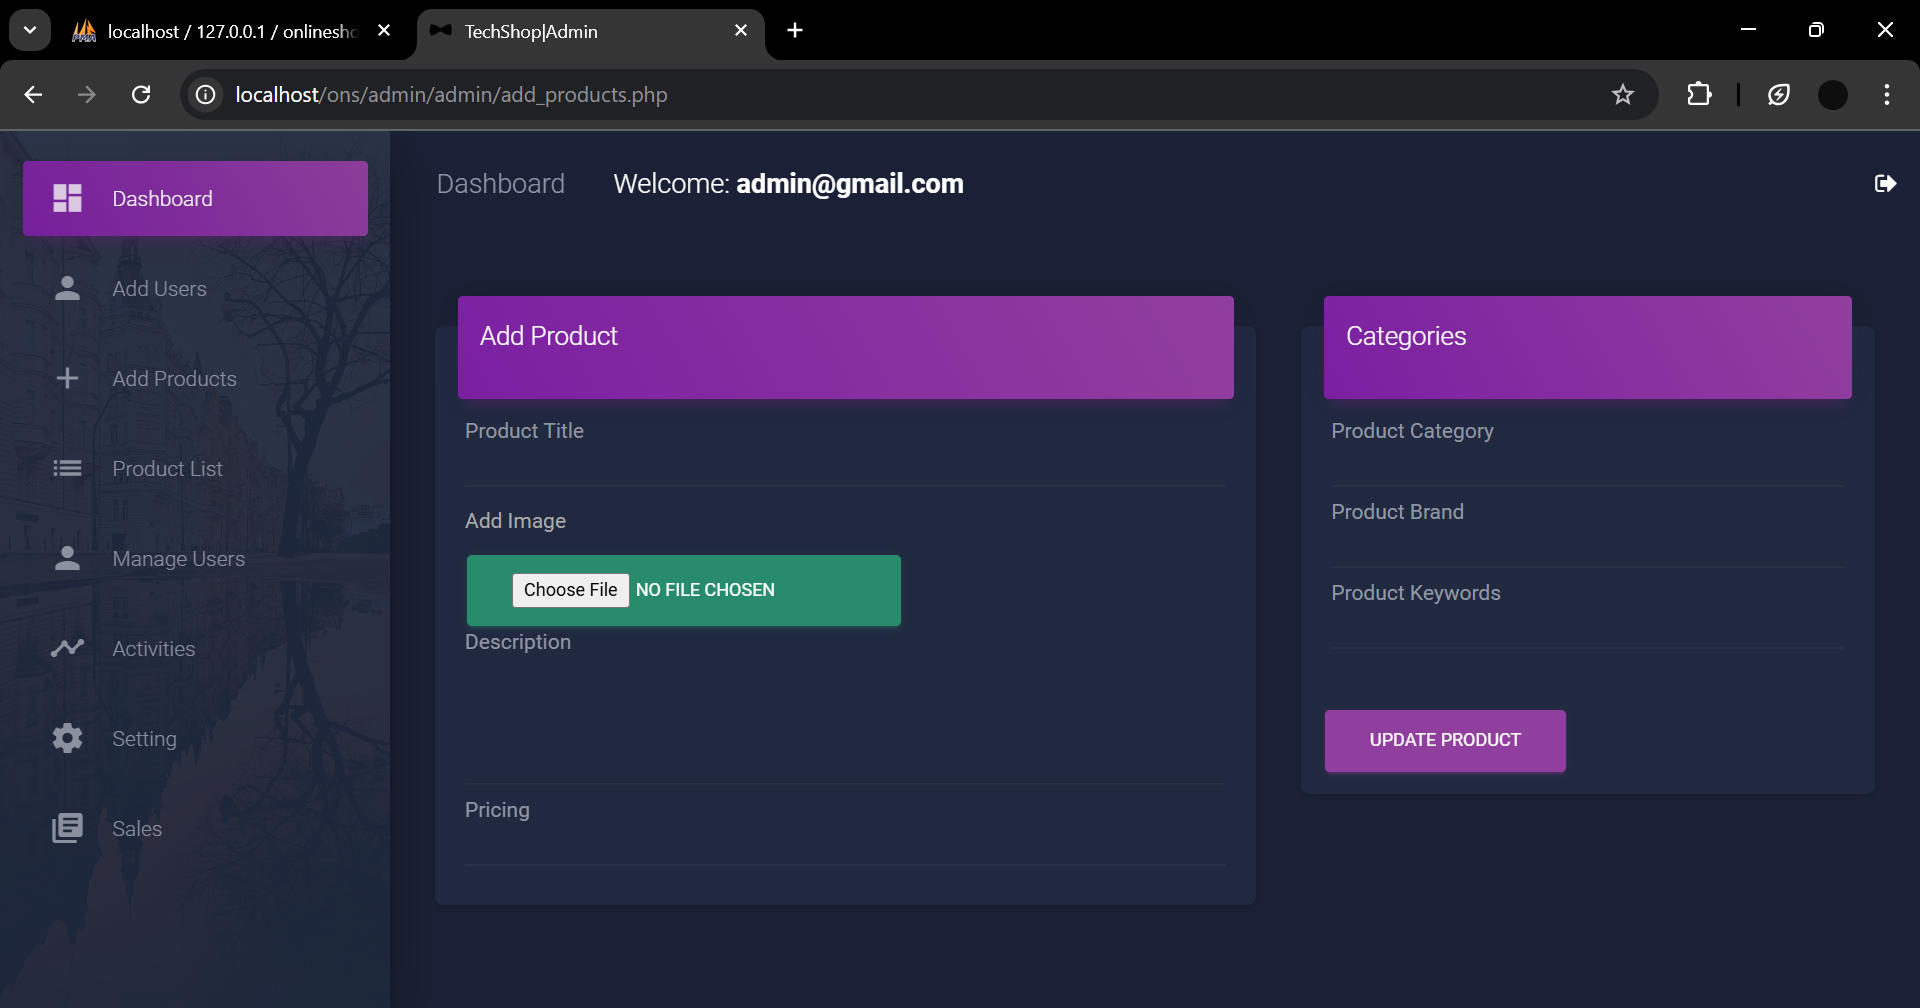 localhost / 127.0.0.1 / onlinesho
TechShop|Admin
localhost/ons/admin/admin/add_products.php
Dashboard
Add Users
Add Products
Product List
Manage Users
Activities
Setting
Sales
Dashboard Welcome: admin@gmail.com
Add Product
Product Title
Add Image
Choose File NO FILE CHOSEN
Description
Pricing
Categories
Product Category
Product Brand
Product Keywords
UPDATE PRODUCT